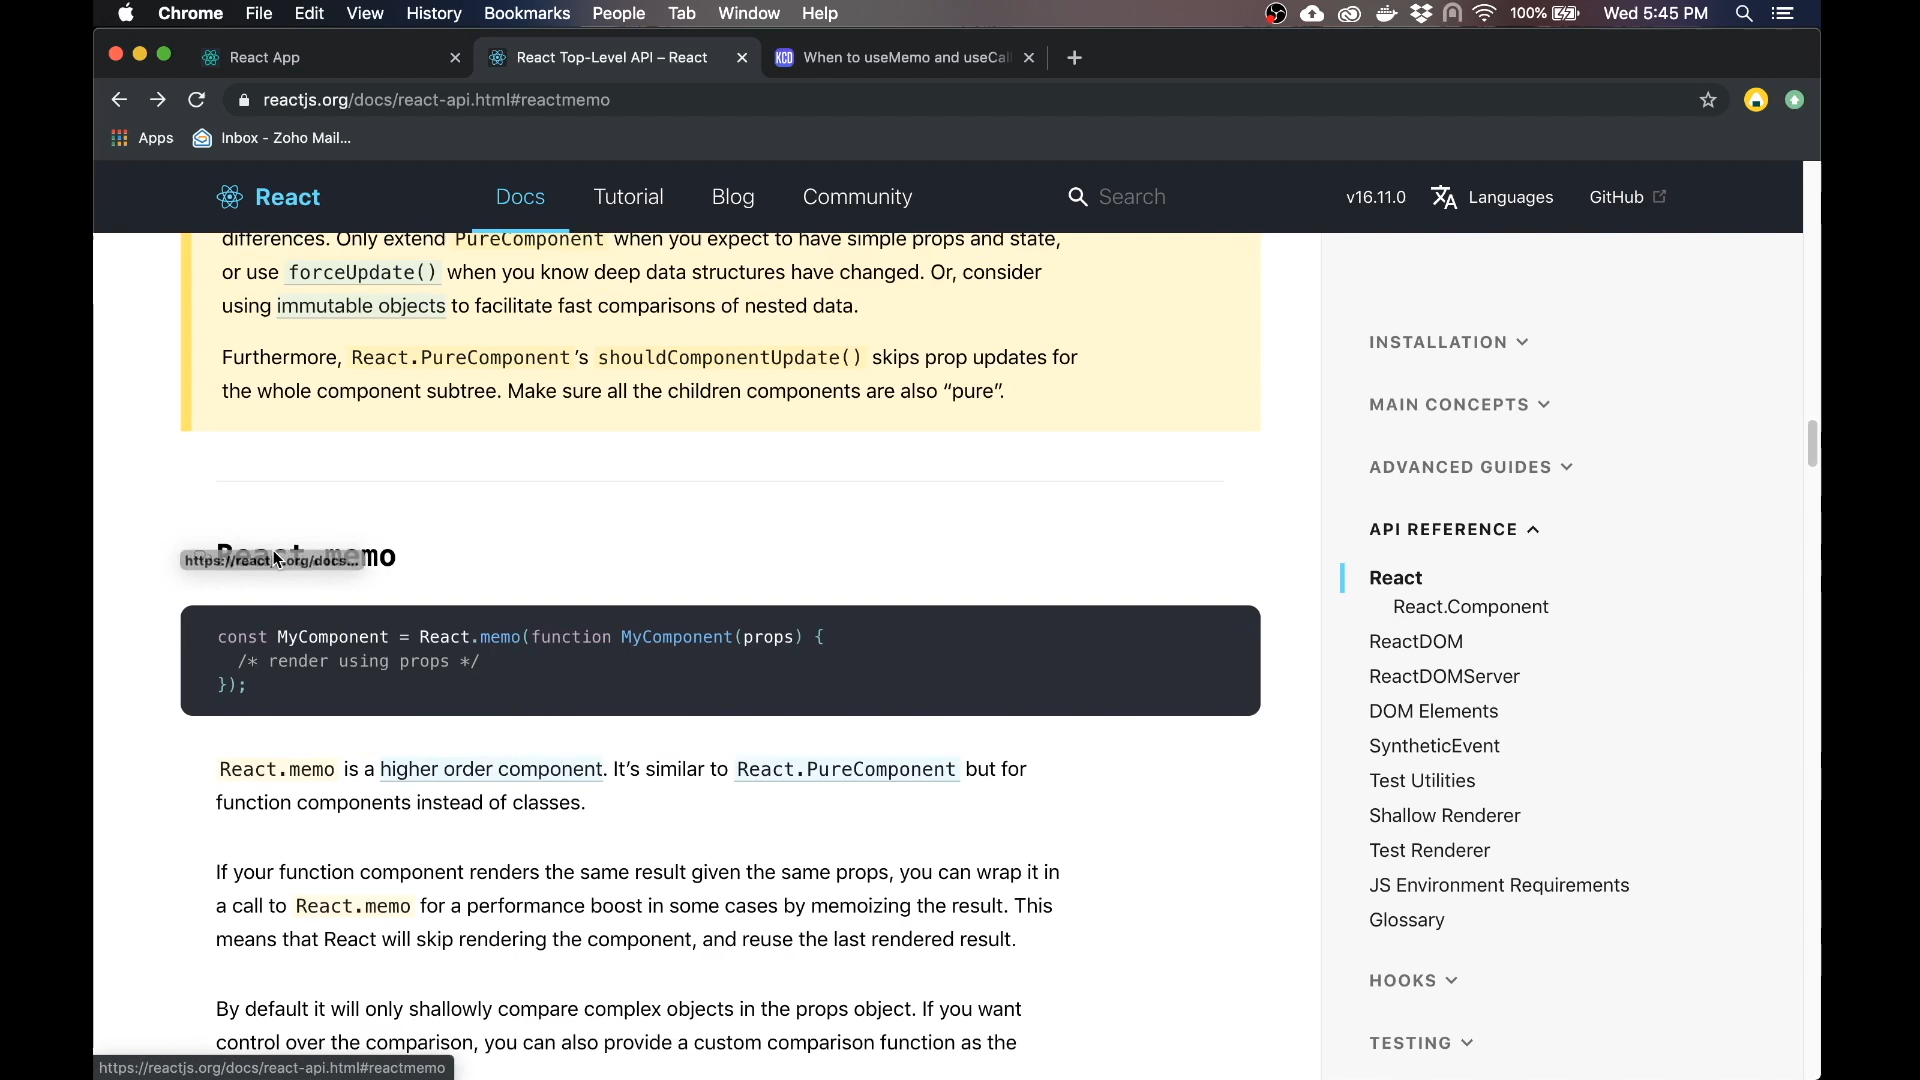 Chrome File Edit View History Bookmarks People Tab Window Help 100% Wed 5:45 PM
React App React Top-Level API – React KCD When to useMemo and useCal
reactjs.org/docs/react-api.html#reactmemo
Apps Inbox - Zoho Mail...
React Docs Tutorial Blog Community Search v16.11.0 Languages GitHub
differences. Only extend PureComponent when you expect to have simple props and state,
or use forceUpdate() when you know deep data structures have changed. Or, consider
using immutable objects to facilitate fast comparisons of nested data.
Furthermore, React.PureComponent's shouldComponentUpdate() skips prop updates for
the whole component subtree. Make sure all the children components are also “pure”.
React.memo
https://reactjs.org/docs...
const MyComponent = React.memo(function MyComponent(props) {
/* render using props */
});
React.memo is a higher order component. It’s similar to React.PureComponent but for
function components instead of classes.
If your function component renders the same result given the same props, you can wrap it in
a call to React.memo for a performance boost in some cases by memoizing the result. This
means that React will skip rendering the component, and reuse the last rendered result.
By default it will only shallowly compare complex objects in the props object. If you want
control over the comparison, you can also provide a custom comparison function as the
https://reactjs.org/docs/react-api.html#reactmemo
INSTALLATION
MAIN CONCEPTS
ADVANCED GUIDES
API REFERENCE
React
React.Component
ReactDOM
ReactDOMServer
DOM Elements
SyntheticEvent
Test Utilities
Shallow Renderer
Test Renderer
JS Environment Requirements
Glossary
HOOKS
TESTING